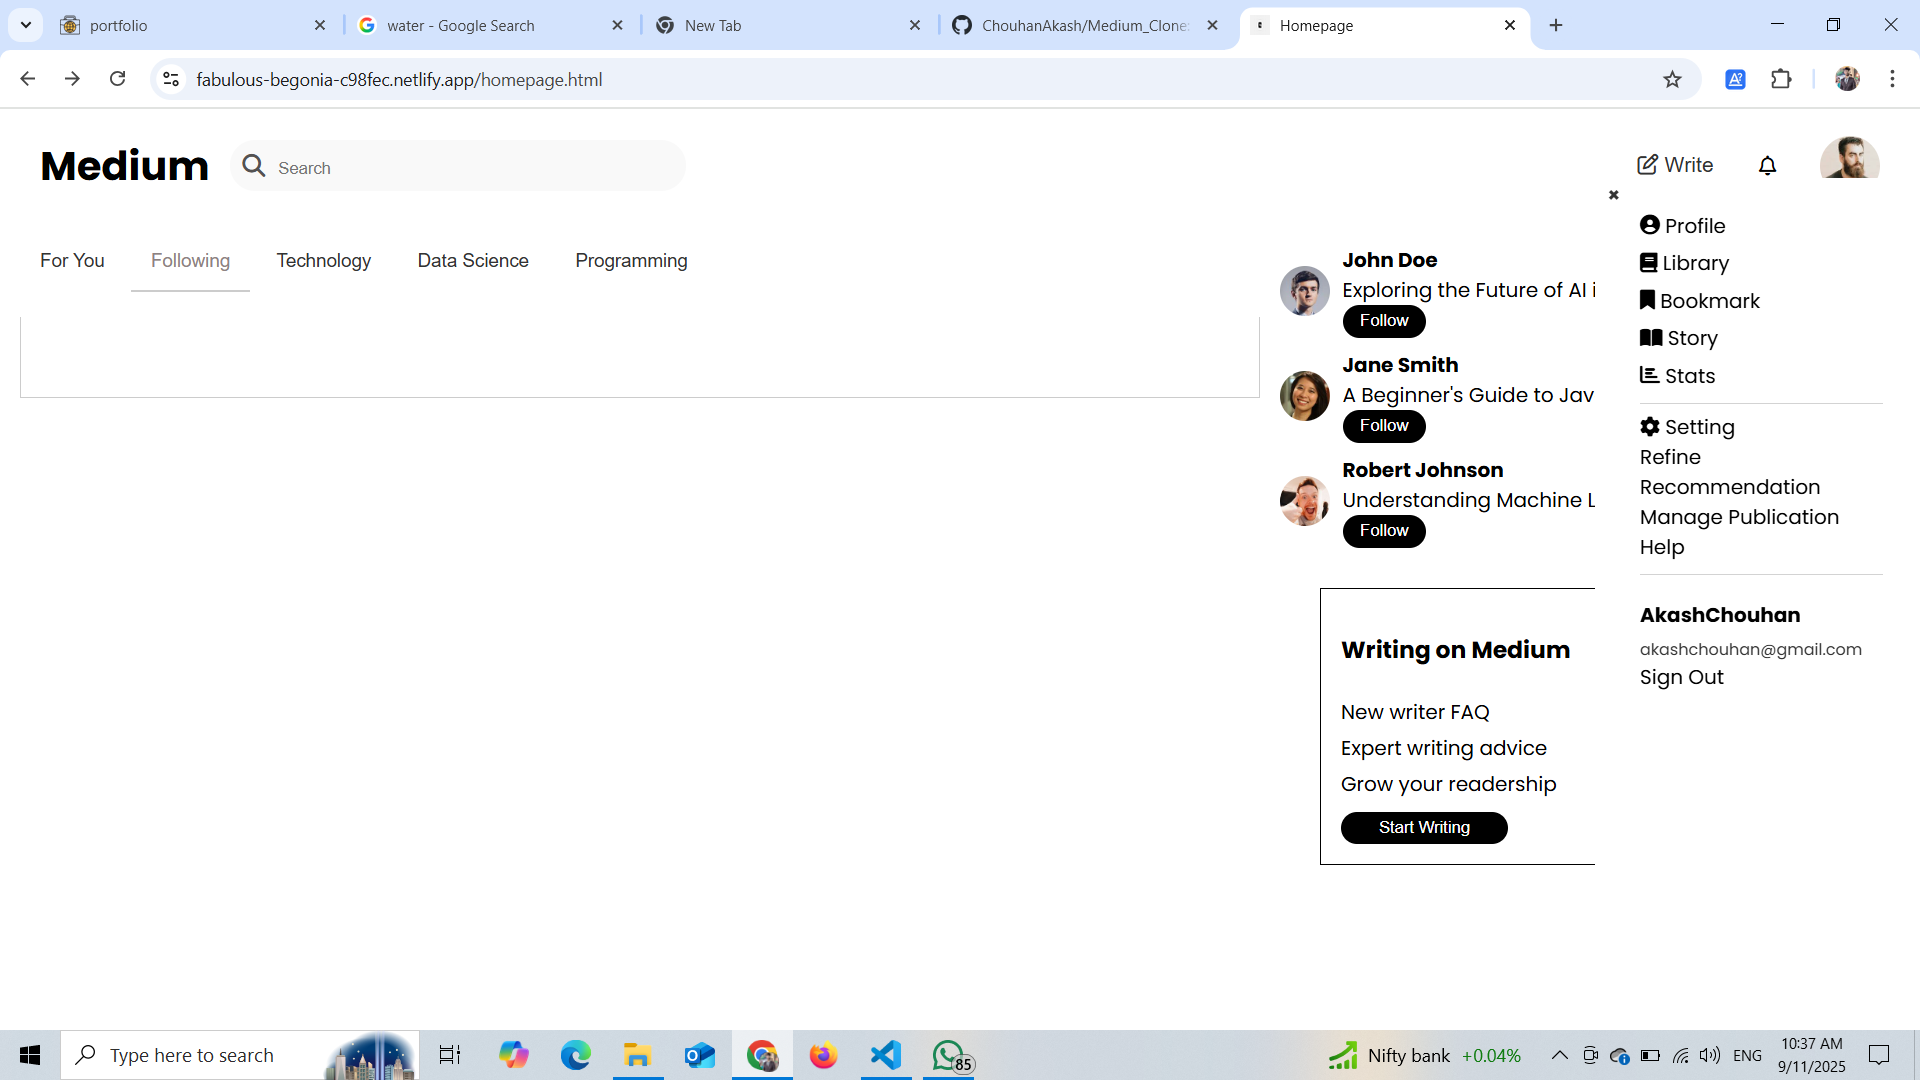 portfolio
water - Google Search
New Tab
ChouhanAkash/Medium_Clone:
Homepage
fabulous-begonia-c98fec.netlify.app/homepage.html
Medium
Search
Write
For You
Following
Technology
Data Science
Programming
John Doe
Exploring the Future of AI i
Follow
Jane Smith
A Beginner's Guide to Jav
Follow
Robert Johnson
Understanding Machine L
Follow
Writing on Medium
New writer FAQ
Expert writing advice
Grow your readership
Start Writing
Profile
Library
Bookmark
Story
Stats
Setting
Refine
Recommendation
Manage Publication
Help
AkashChouhan
akashchouhan@gmail.com
Sign Out
Type here to search
85
Nifty bank +0.04%
ENG
10:37 AM
9/11/2025